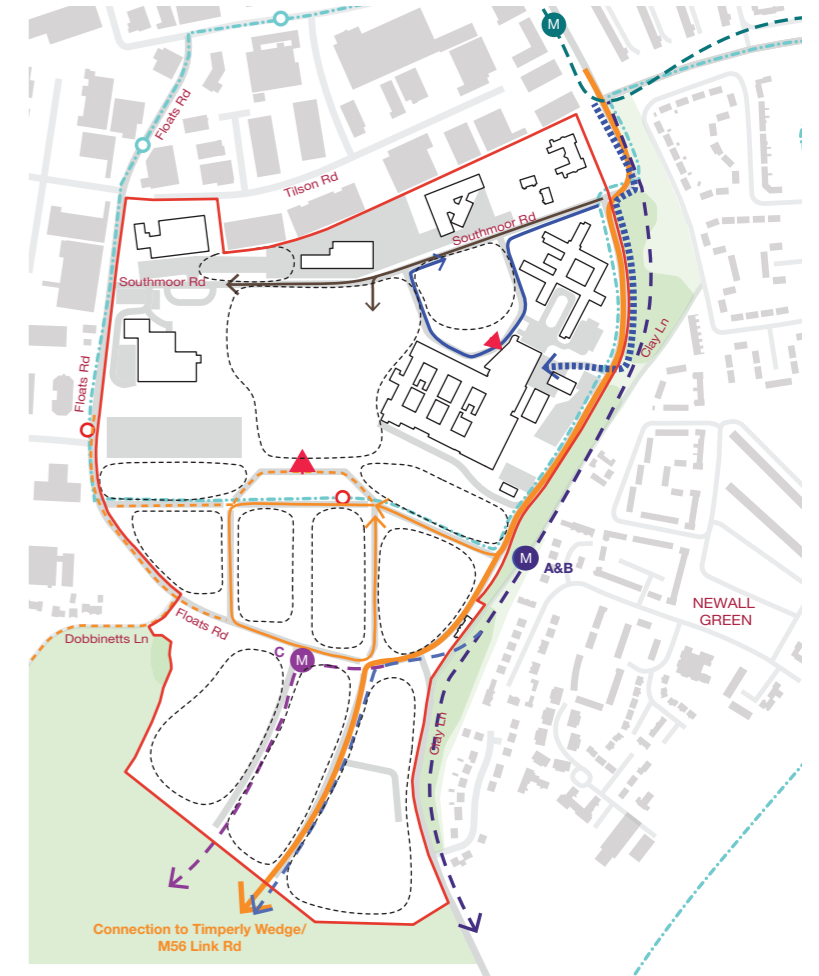 M
Floats Rd
Tilson Rd
Southmoor Rd
Southmoor Rd
Clay Ln
Floats Rd
M
A&B
NEWALL
GREEN
Floats Rd
Dobbinetts Ln
C
M
Clay Ln
Connection to Timperly Wedge/
M56 Link Rd